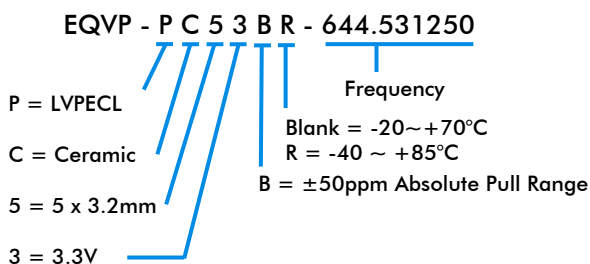 EQVP - P C 5 3 B R - 644.531250
P = LVPECL
C = Ceramic
5 = 5 x 3.2mm
3 = 3.3V
Frequency
Blank = -20~+70°C
R = -40 ~ +85°C
B = ±50ppm Absolute Pull Range